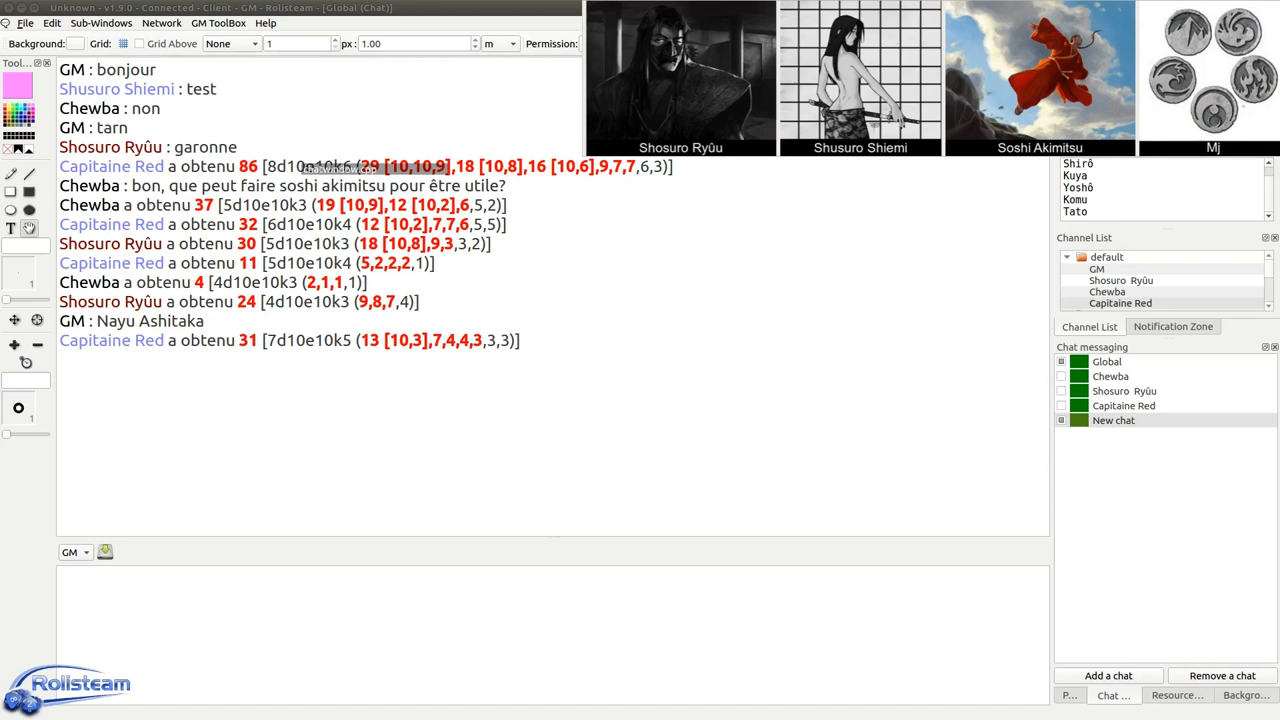 Unknown - v1.9.0 - Connected - Client - GM - Rolisteam - [Global (Chat)]
File Edit Sub-Windows Network GM ToolBox Help
Background: Grid: Grid Above None 1 px : 1.00 m Permission:
Shosuro Ryûu Shusuro Shiemi Soshi Akimitsu Mj
Tool...
GM : bonjour
Shusuro Shiemi : test
Chewba : non
GM : tarn
Shosuro Ryûu : garonne
Capitaine Red a obtenu 86 [8d10e10k6 (29 [10,10,9],18 [10,8],16 [10,6],9,7,7,6,3)]
chatwindow.cpp
Chewba : bon, que peut faire soshi akimitsu pour être utile?
Chewba a obtenu 37 [5d10e10k3 (19 [10,9],12 [10,2],6,5,2)]
Capitaine Red a obtenu 32 [6d10e10k4 (12 [10,2],7,7,6,5,5)]
Shosuro Ryûu a obtenu 30 [5d10e10k3 (18 [10,8],9,3,3,2)]
Capitaine Red a obtenu 11 [5d10e10k4 (5,2,2,2,1)]
Chewba a obtenu 4 [4d10e10k3 (2,1,1,1)]
Shosuro Ryûu a obtenu 24 [4d10e10k3 (9,8,7,4)]
GM : Nayu Ashitaka
Capitaine Red a obtenu 31 [7d10e10k5 (13 [10,3],7,4,4,3,3,3)]
T
1
1
GM
Rolisteam
Shirô
Kuya
Yoshô
Komu
Tato
Channel List
default
GM
Shosuro Ryûu
Chewba
Capitaine Red
Channel List Notification Zone
Chat messaging
Global
Chewba
Shosuro Ryûu
Capitaine Red
New chat
Add a chat Remove a chat
P... Chat ... Resource... Backgro...